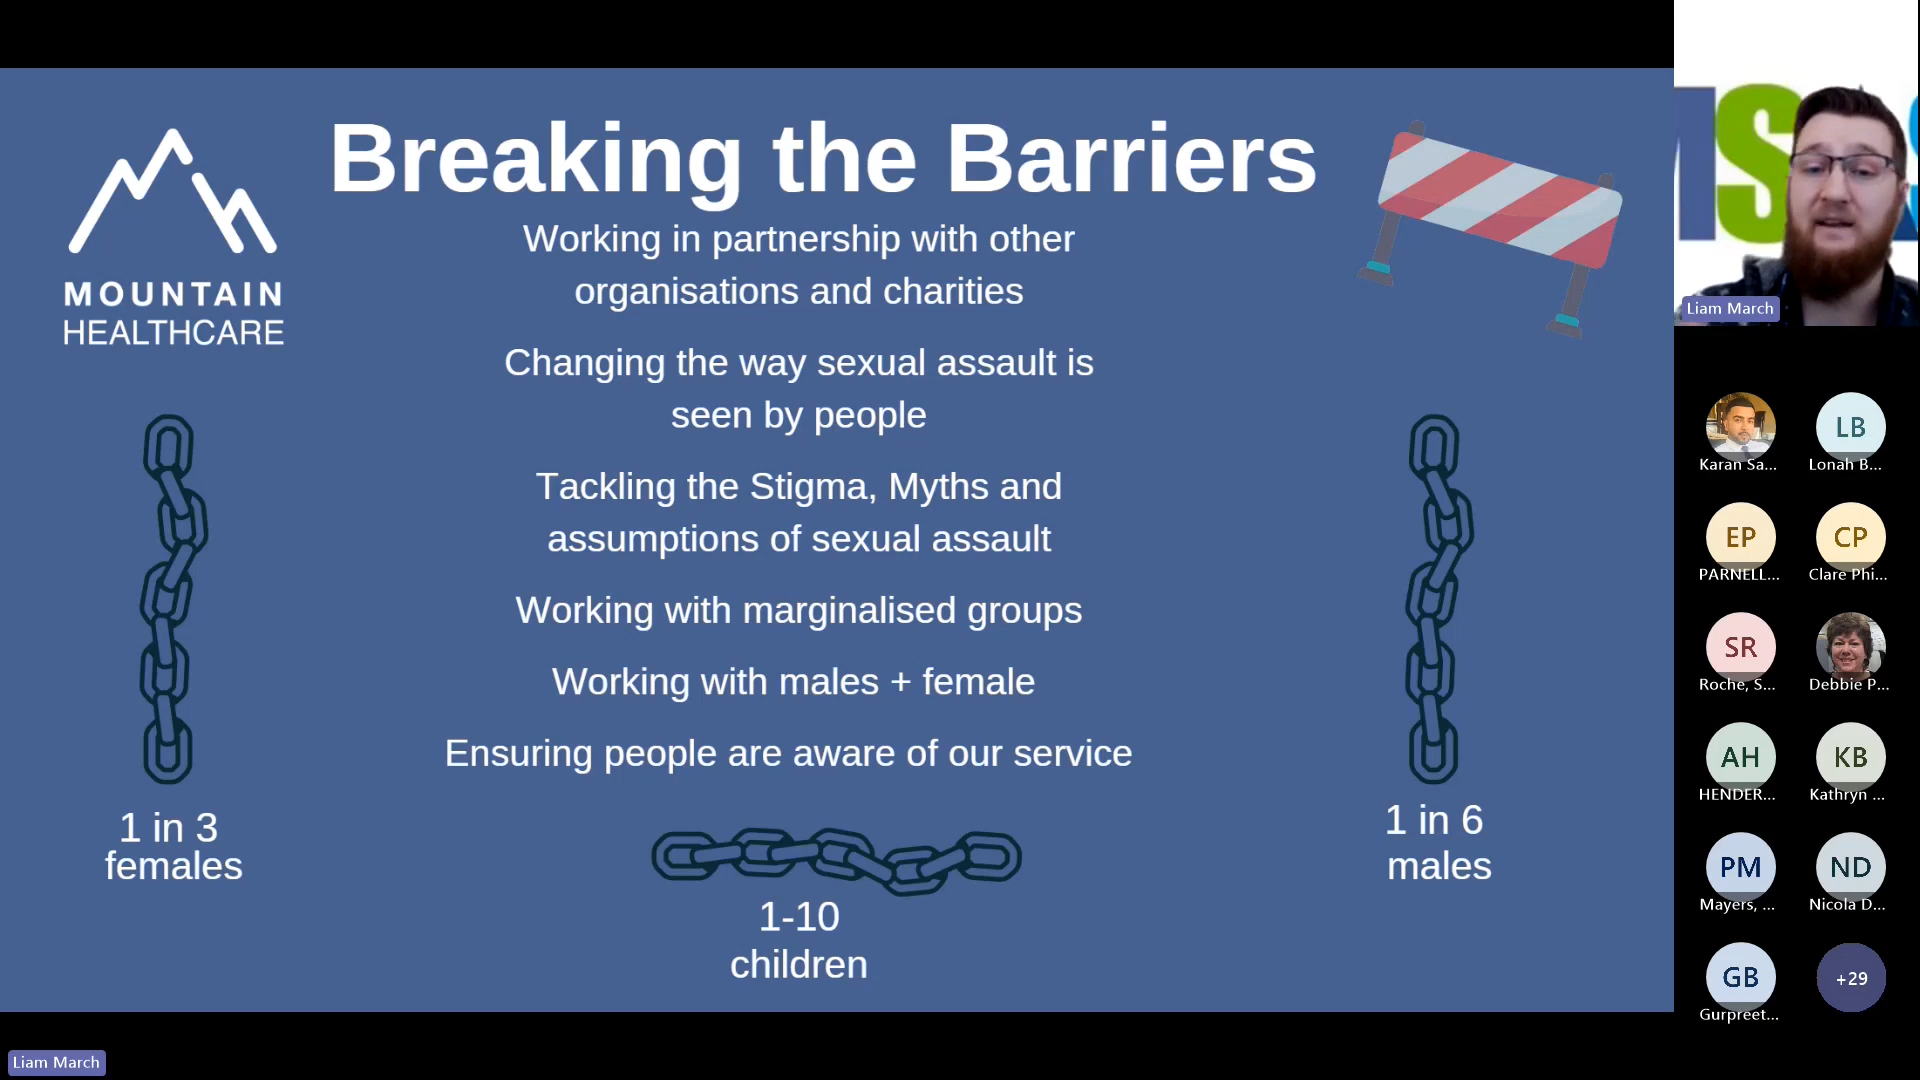 Breaking the Barriers
MOUNTAIN
HEALTHCARE
Working in partnership with other
organisations and charities
Changing the way sexual assault is
seen by people
Tackling the Stigma, Myths and
assumptions of sexual assault
Working with marginalised groups
Working with males + female
Ensuring people are aware of our service
1 in 3
females
1-10
children
1 in 6
males
Liam March
Karan Sa...
LB
Lonah B...
EP
PARNELL...
CP
Clare Phi...
SR
Roche, S...
Debbie P...
AH
HENDER...
KB
Kathryn ...
PM
Mayers, ...
ND
Nicola D...
GB
Gurpreet...
+29
Liam March